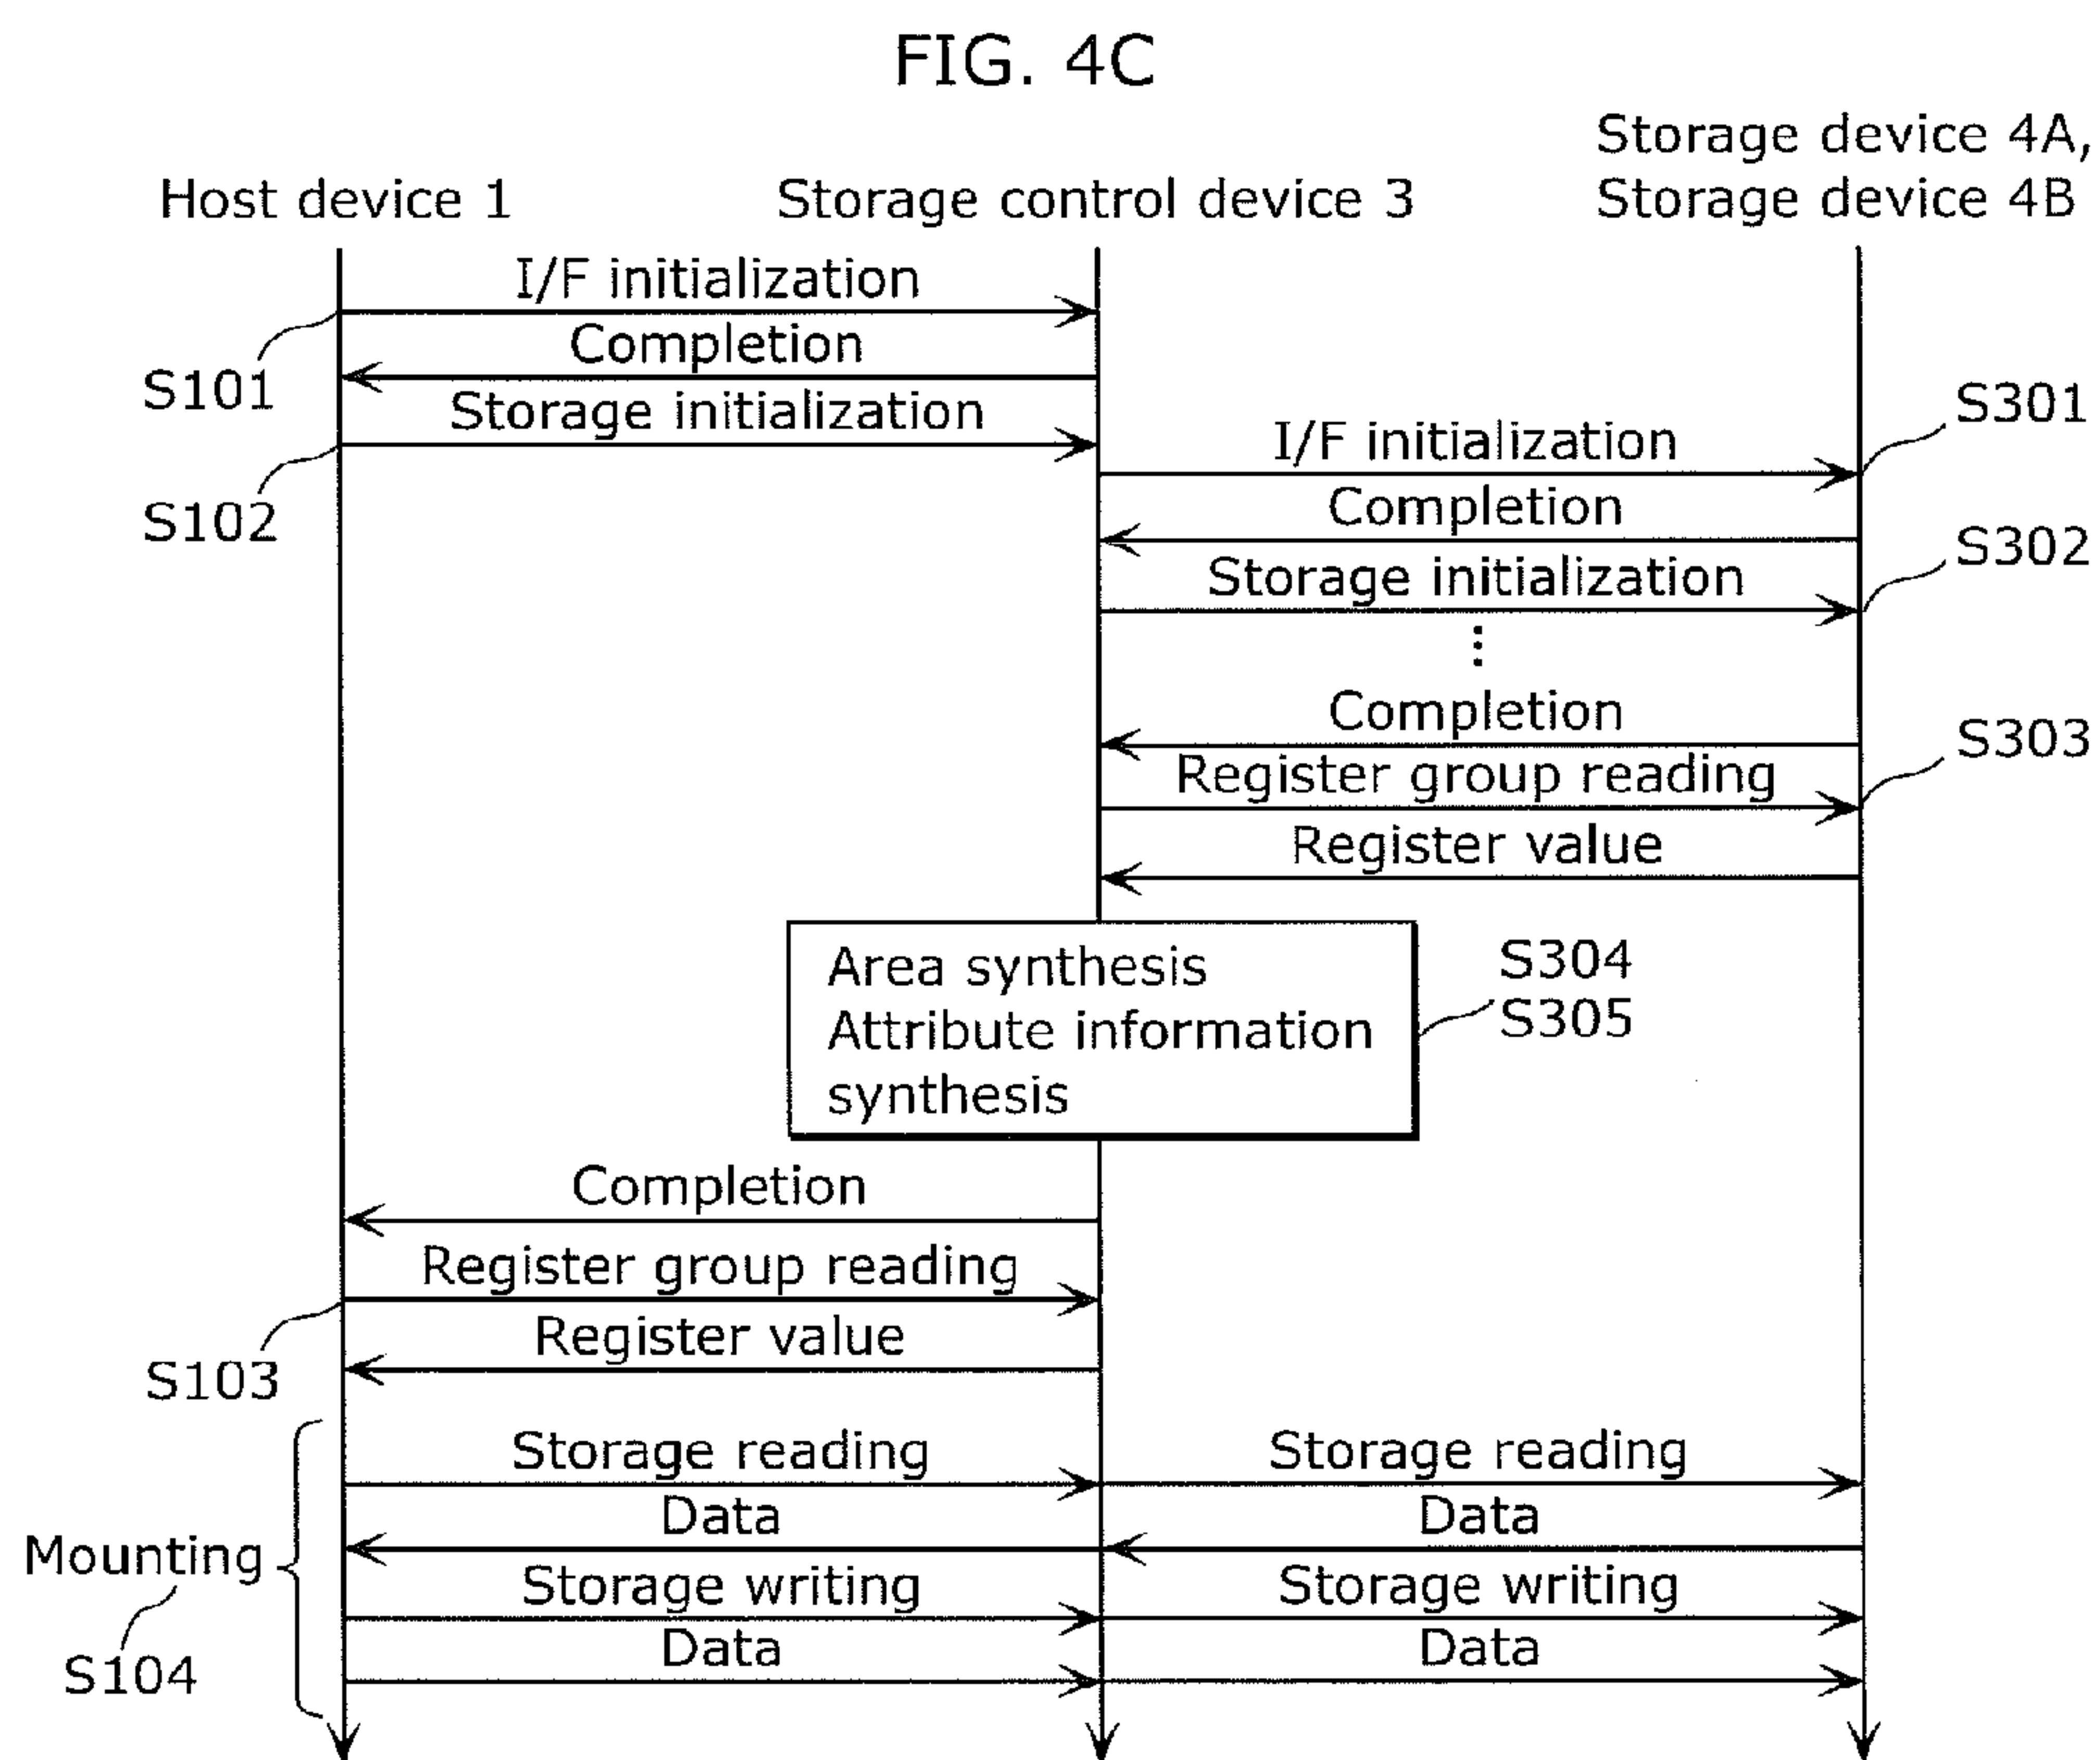 FIG. 4C
Storage device 4A,
Host device 1 Storage control device 3 Storage device 4B
I/F initialization
Completion
S101
Storage initialization
S301
I/F initialization
S102
Completion
S302
Storage initialization
⋮
Completion
S303
Register group reading
Register value
Area synthesis
Attribute information
synthesis
S304
S305
Completion
Register group reading
Register value
S103
Storage reading Storage reading
Data Data
Mounting
Storage writing Storage writing
Data Data
S104